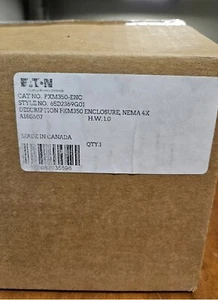 EATON
CAT NO. PXM350-ENC
STYLE NO. 66D2369G01
DESCRIPTION PXM350 ENCLOSURE, NEMA 4X
H.W. 1.0
MADE IN CANADA
QTY.1